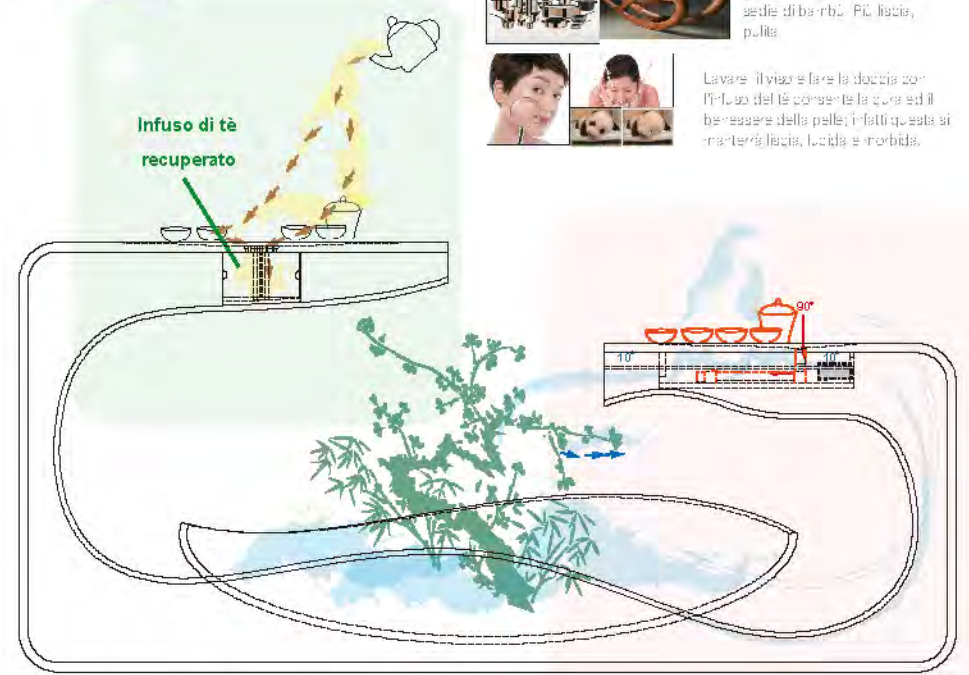 sedie di bambù. Più liscia,
pulita.
Lavare il viso e fare la doccia con
l'infuso del tè consente la cura ed il
benessere della pelle; infatti questa si
manterrà liscia, lucida e morbida.
Infuso di tè
recuperato
90°
10°
10°